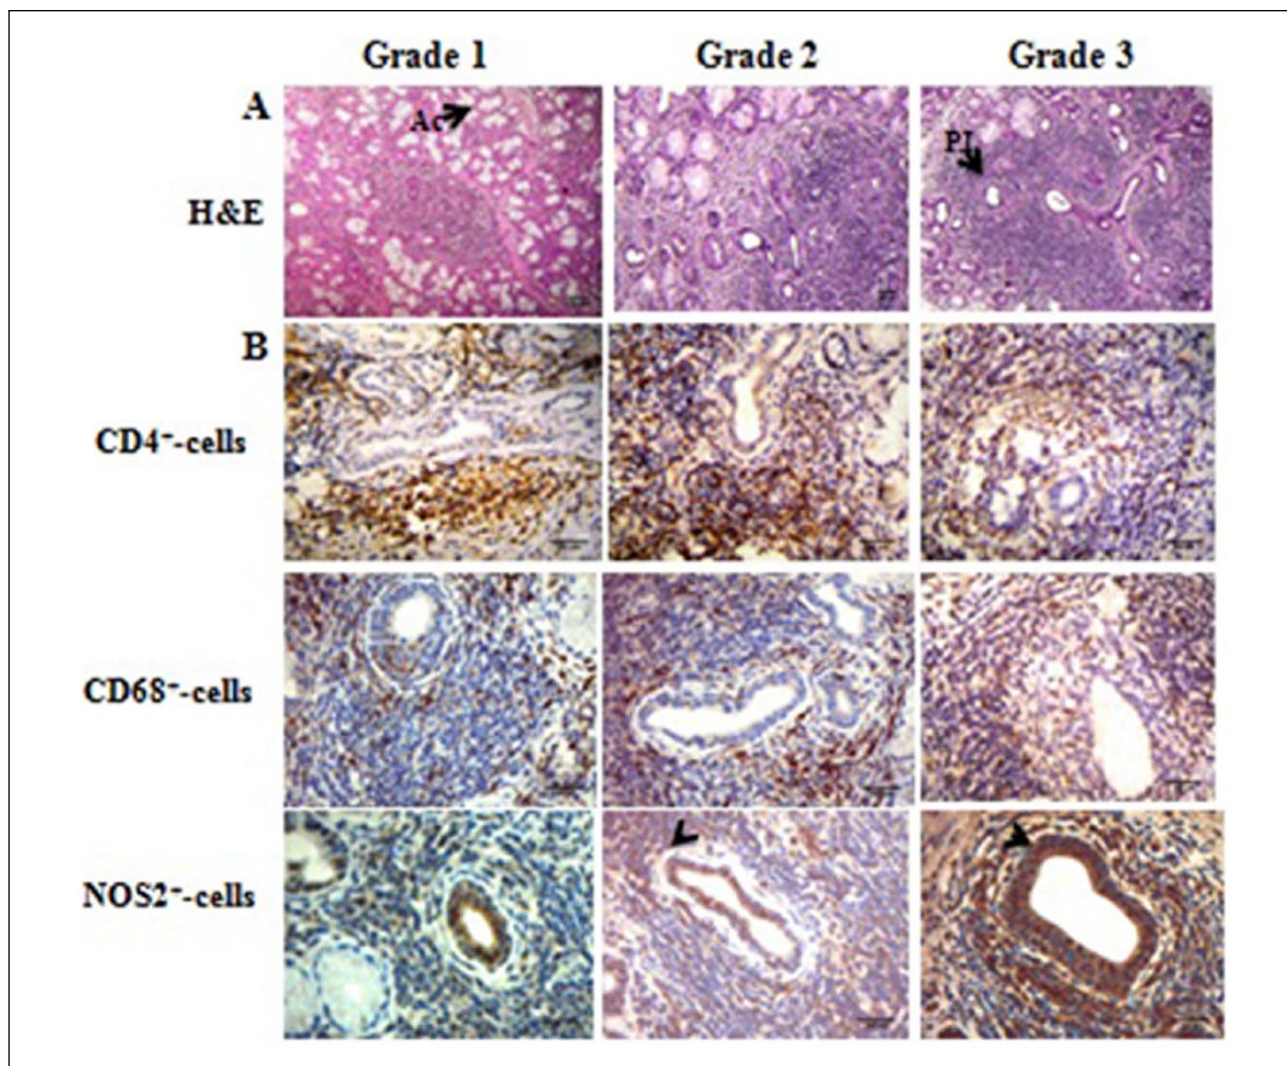 Grade 1 Grade 2 Grade 3
A
Ac
PI
H&E
B
CD4⁺-cells
CD68⁺-cells
NOS2⁺-cells